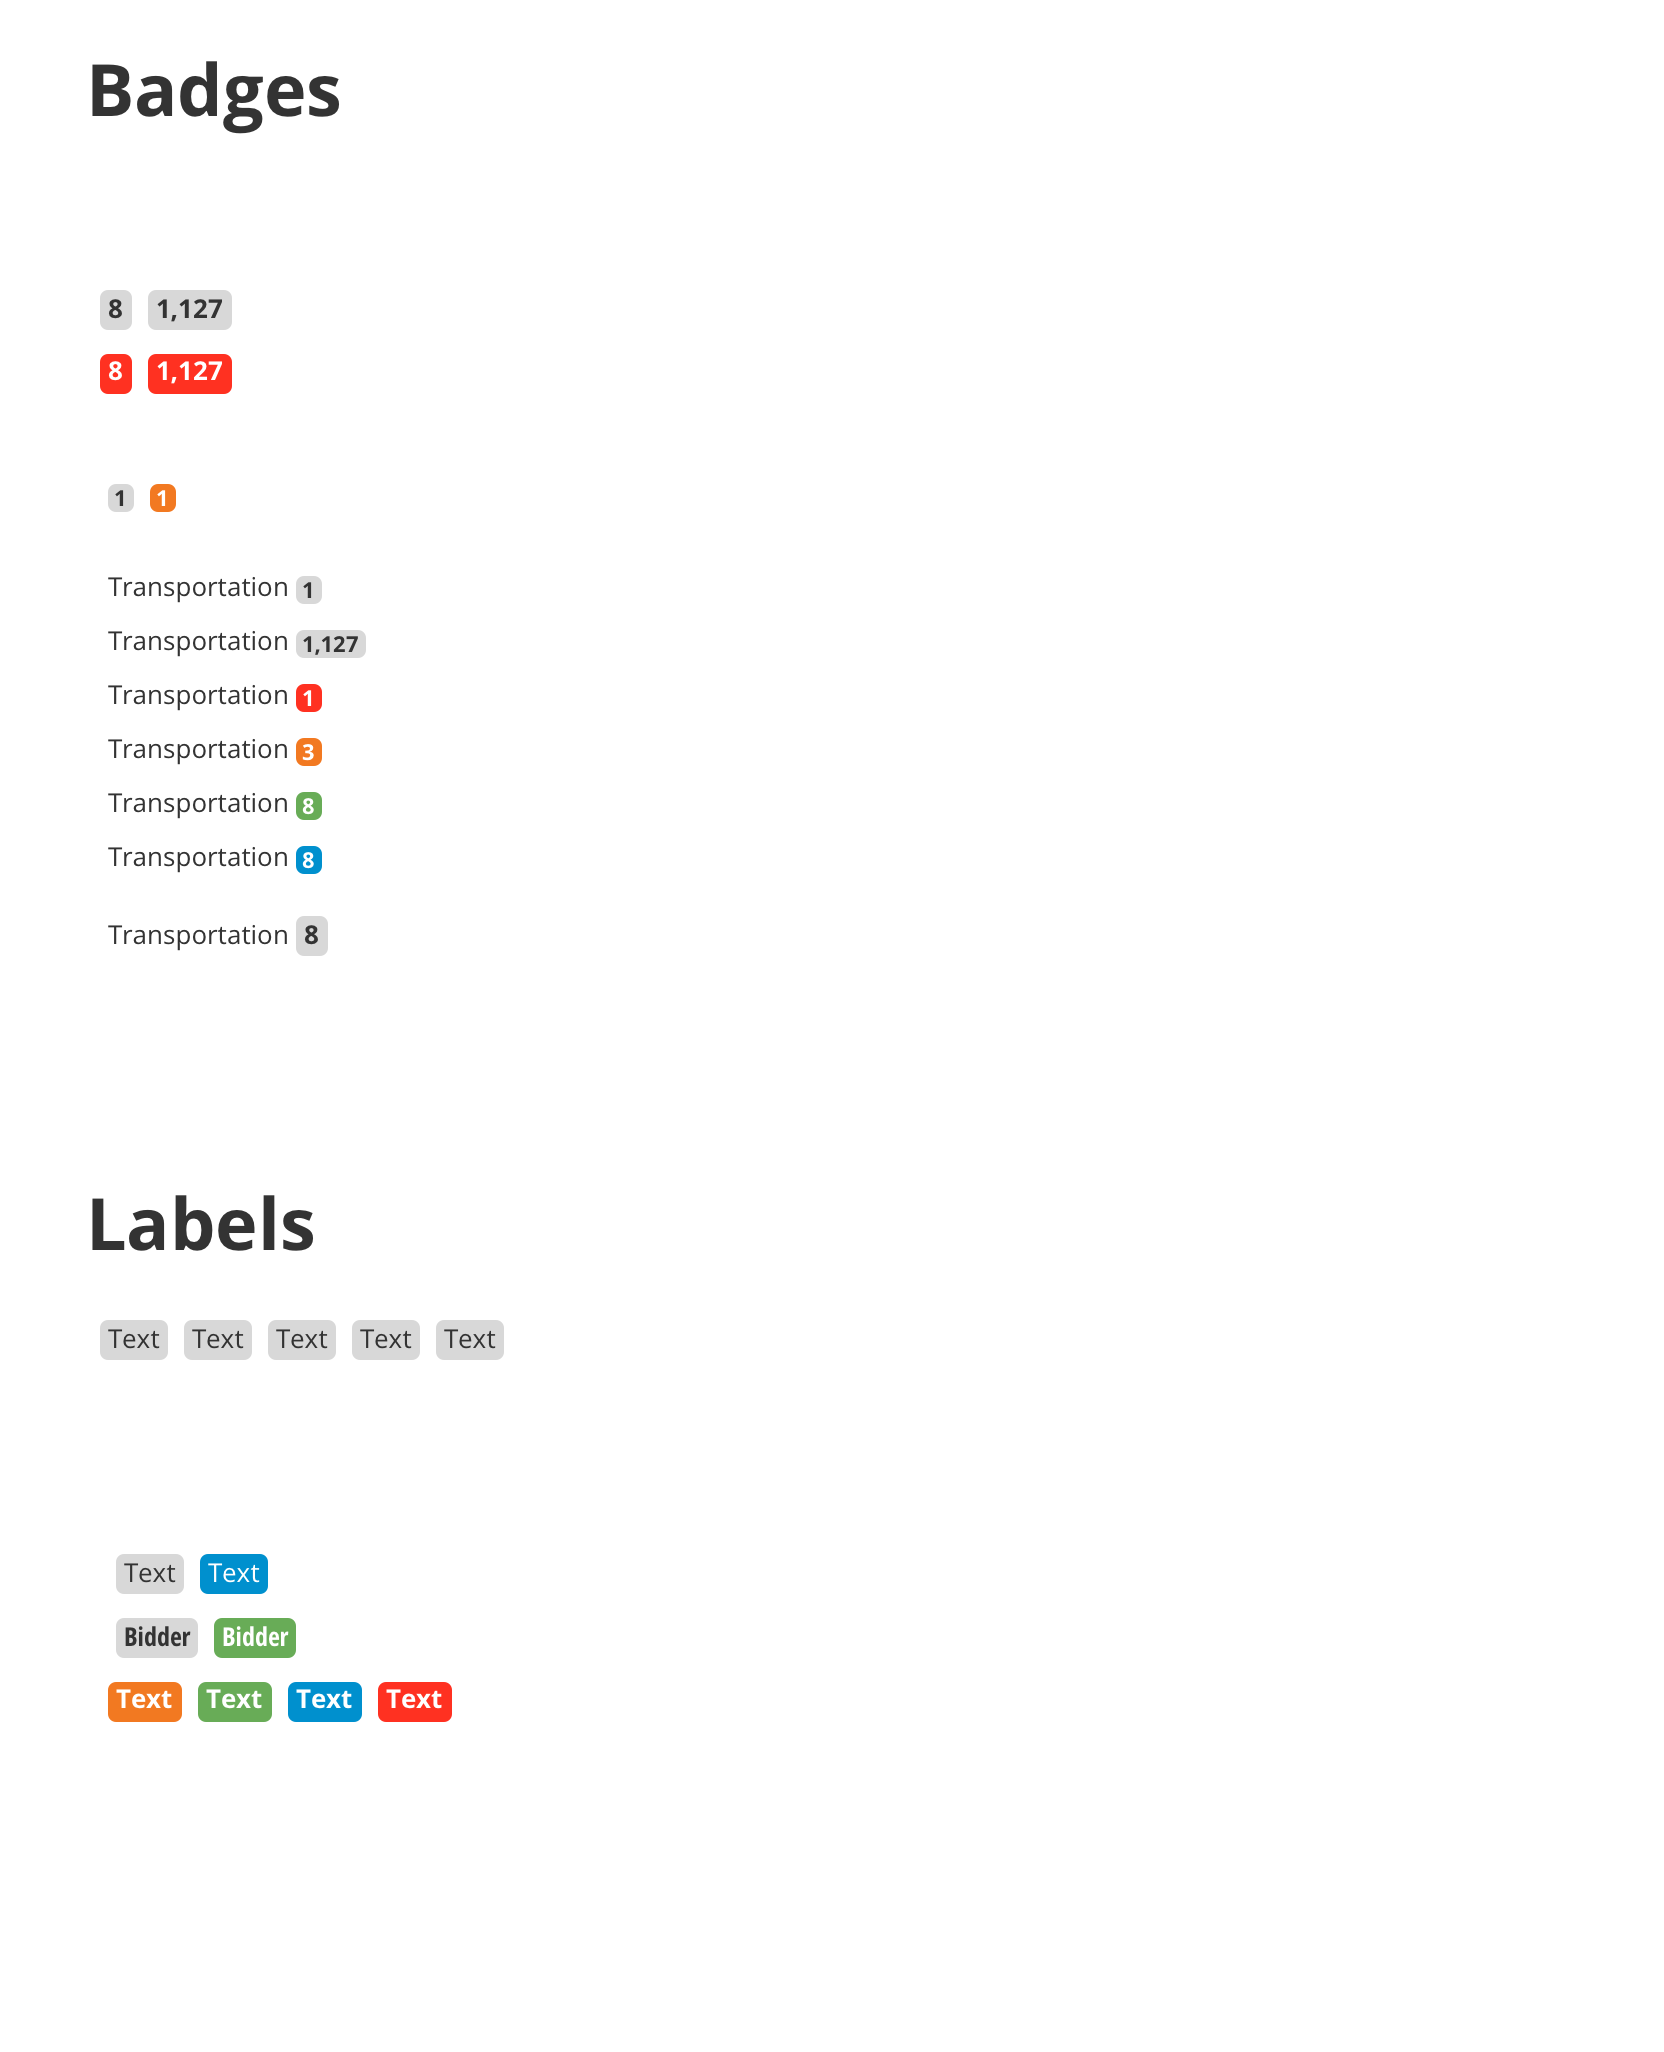 Badges
8 1,127
8 1,127
1 1
Transportation 1
Transportation 1,127
Transportation 1
Transportation 3
Transportation 8
Transportation 8
Transportation 8
Labels
Text Text Text Text Text
Text Text
Bidder Bidder
Text Text Text Text